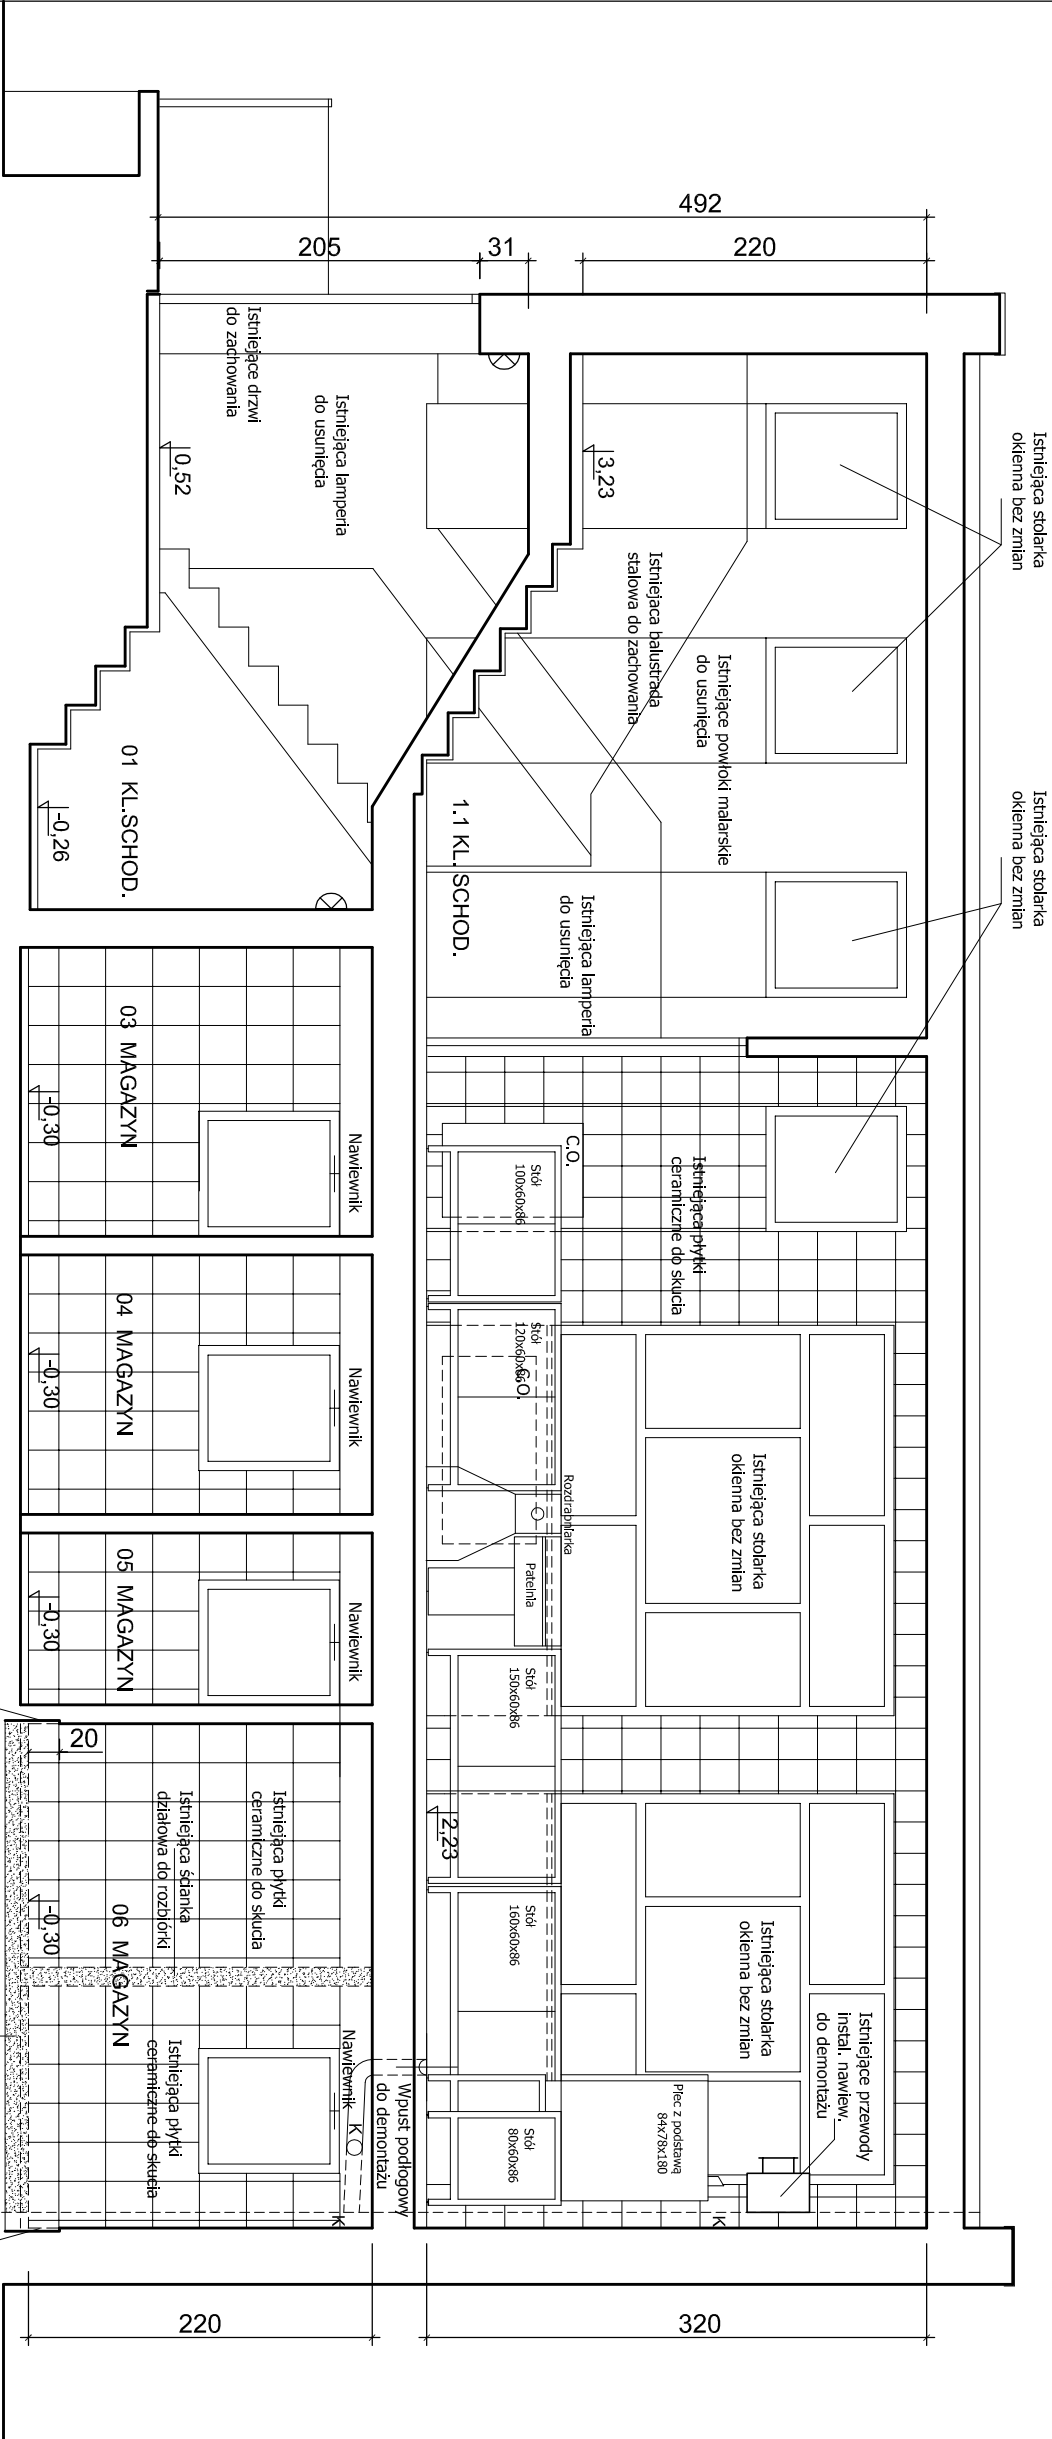 Istniejąca stolarka
okienna bez zmian
Istniejąca stolarka
okienna bez zmian
492
205
31
220
Istniejące drzwi
do zachowania
Istniejąca lamperia
do usunięcia
0,52
3,23
Istniejaca balustrada
stalowa do zachowania
Istniejące powłoki malarskie
do usunięcia
Istniejąca lamperia
do usunięcia
1.1 KL. SCHOD.
01 KL.SCHOD.
-0,26
03 MAGAZYN
-0,30
Nawiewnik
04 MAGAZYN
-0,30
Nawiewnik
05 MAGAZYN
-0,30
Nawiewnik
20
Istniejąca płytki
ceramiczne do skucia
Istniejąca ścianka
działowa do rozbiórki
-0,30
06 MAGAZYN
Istniejąca płytki
ceramiczne do skucia
Nawiewnik
K
K
Wpust podłogowy
do demontażu
C.O.
Stół
100x60x86
Istniejąca płytki
ceramiczne do skucia
Stół
120x60x86
C.O.
Rozdrabniarka
Patelnia
Istniejąca stolarka
okienna bez zmian
Stół
150x60x86
2,23
Stół
160x60x86
Istniejąca stolarka
okienna bez zmian
Istniejące przewody
instal. nawiew.
do demontażu
Piec z podstawą
84x78x180
Stół
80x60x86
K
220
320